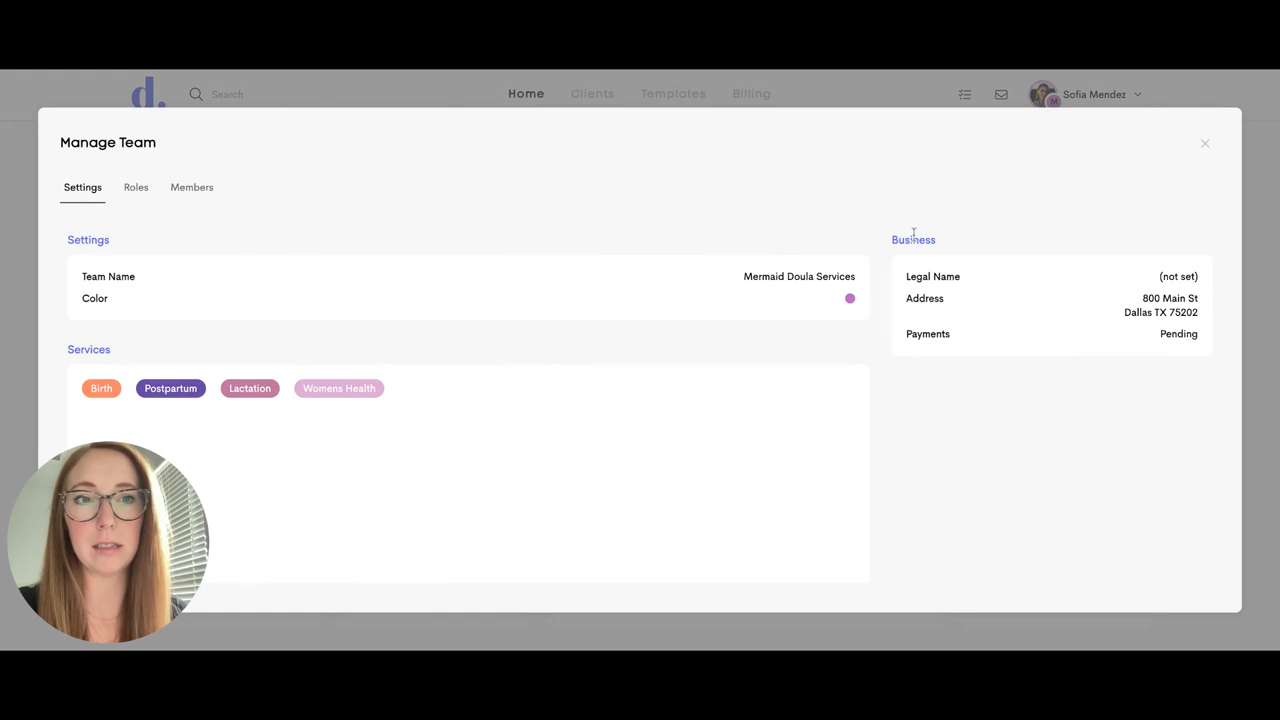 d.
Search
Home
Clients
Templates
Billing
M
Sofia Mendez
Manage Team
Settings
Roles
Members
Settings
Team Name
Mermaid Doula Services
Color
Services
Birth
Postpartum
Lactation
Womens Health
Business
Legal Name
(not set)
Address
800 Main St
Dallas TX 75202
Payments
Pending